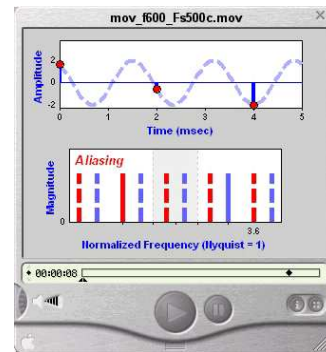 mov_f600_Fs500c.mov
Amplitude
2
0
-2
0
1
2
3
4
5
Time (msec)
Aliasing
Magnitude
0
3.6
Normalized Frequency (Nyquist = 1)
00:00:08